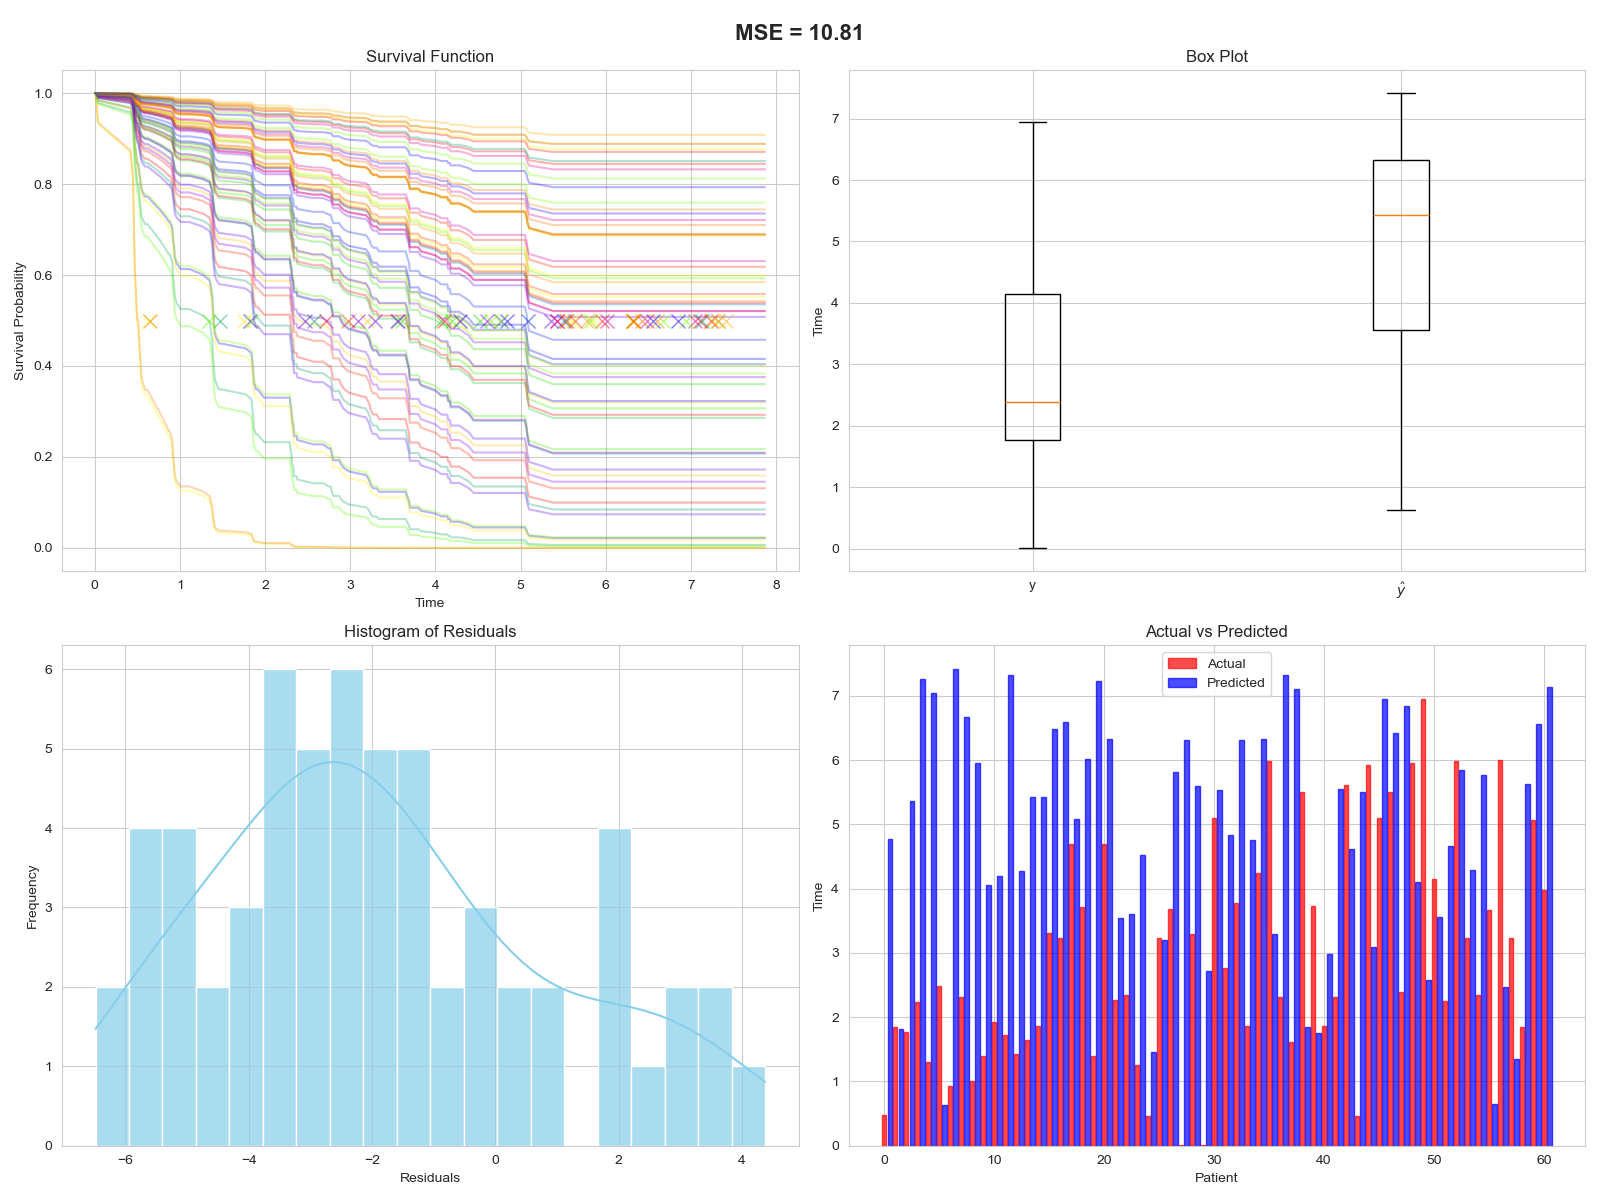 MSE = 10.81
Survival Function
1.0
0.8
0.6
0.4
0.2
0.0
Survival Probability
0 1 2 3 4 5 6 7 8
Time
Box Plot
7
6
5
4
3
2
1
0
Time
y ŷ
Histogram of Residuals
6
5
4
3
2
1
0
Frequency
−6 −4 −2 0 2 4
Residuals
Actual vs Predicted
Actual
Predicted
7
6
5
4
3
2
1
0
Time
0 10 20 30 40 50 60
Patient